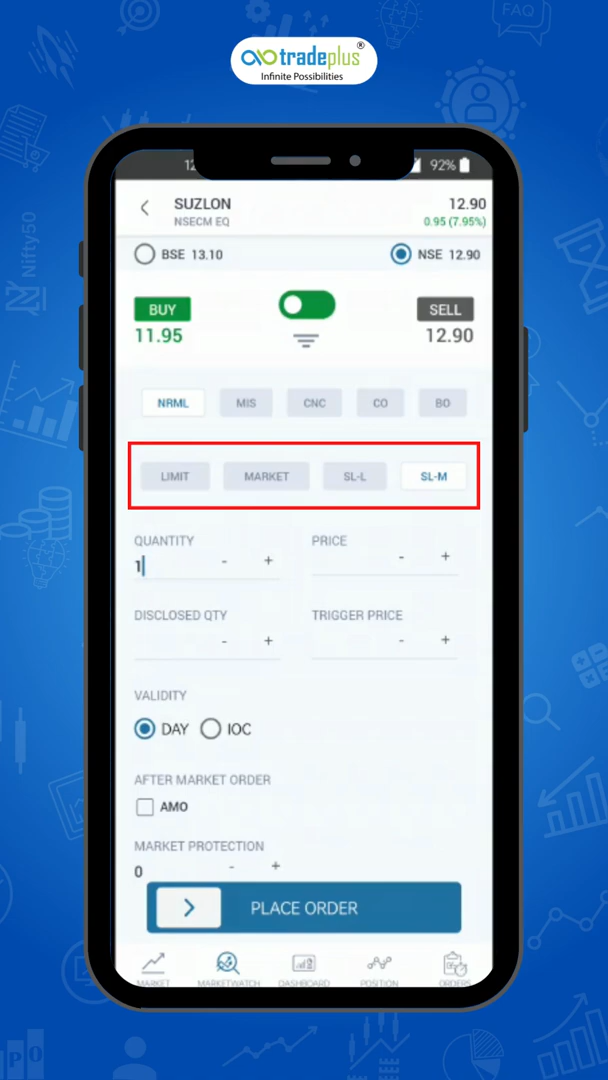 FAQ
tradeplus®
Infinite Possibilities
92%
SUZLON
12.90
NSECM EQ
0.95 (7.95%)
BSE 13.10
NSE 12.90
Nifty50
BUY
SELL
11.95
12.90
NRML
MIS
CNC
CO
BO
LIMIT
MARKET
SL-L
SL-M
QUANTITY
PRICE
1
-
+
-
+
DISCLOSED QTY
TRIGGER PRICE
-
+
-
+
VALIDITY
DAY
IOC
AFTER MARKET ORDER
AMO
MARKET PROTECTION
0
-
+
PLACE ORDER
MARKET
MARKETWATCH
DASHBOARD
POSITION
ORDERS